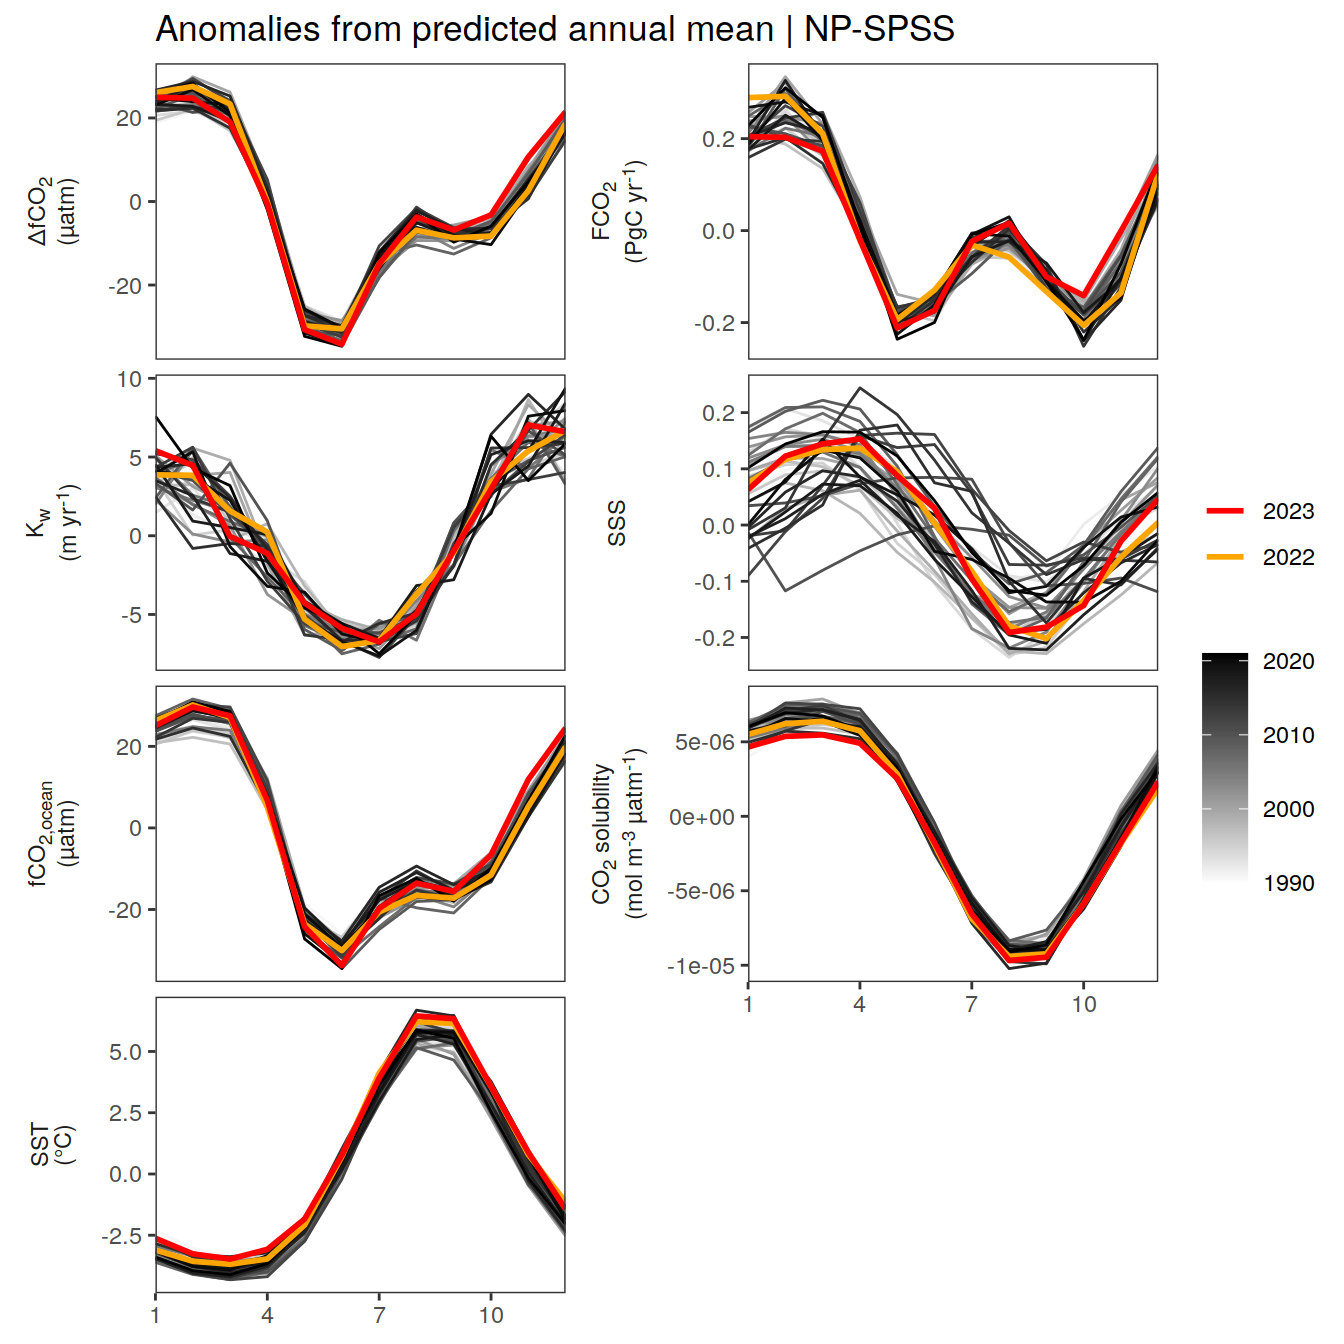 Anomalies from predicted annual mean | NP-SPSS
ΔfCO2
(µatm)
20
0
-20
FCO2
(PgC yr-1)
0.2
0.0
-0.2
Kw
(m yr-1)
10
5
0
-5
SSS
0.2
0.1
0.0
-0.1
-0.2
fCO2,ocean
(µatm)
20
0
-20
CO2 solubility
(mol m-3 µatm-1)
5e-06
0e+00
-5e-06
-1e-05
1 4 7 10
SST
(°C)
5.0
2.5
0.0
-2.5
1 4 7 10
2023
2022
2020
2010
2000
1990